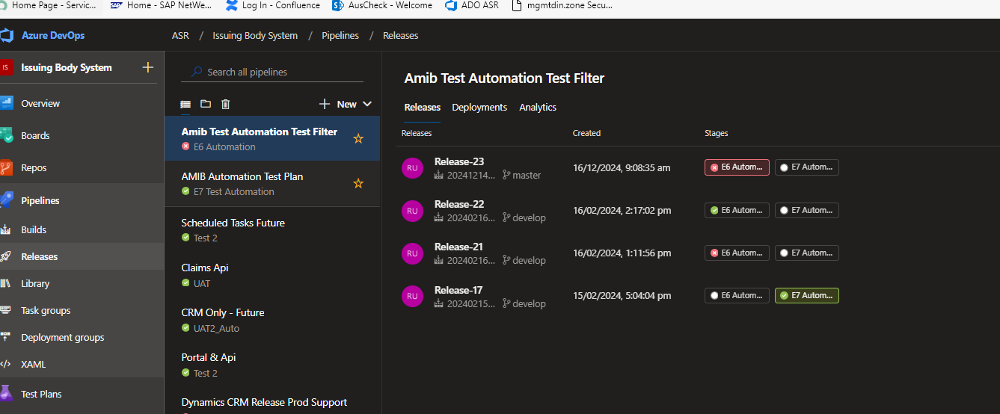 Home Page - Servic...
Home - SAP NetWe...
Log In - Confluence
AusCheck - Welcome
ADO ASR
mgmtdin.zone Secu...
Azure DevOps
ASR / Issuing Body System / Pipelines / Releases
IS
Issuing Body System
Overview
Boards
Repos
Pipelines
Builds
Releases
Library
Task groups
Deployment groups
XAML
Test Plans
Search all pipelines
New
Amib Test Automation Test Filter
E6 Automation
AMIB Automation Test Plan
E7 Test Automation
Scheduled Tasks Future
Test 2
Claims Api
UAT
CRM Only - Future
UAT2_Auto
Portal & Api
Test 2
Dynamics CRM Release Prod Support
Amib Test Automation Test Filter
Releases Deployments Analytics
Releases Created Stages
RU Release-23 16/12/2024, 9:08:35 am E6 Autom... E7 Autom...
20241214... master
RU Release-22 16/02/2024, 2:17:02 pm E6 Autom... E7 Autom...
20240216... develop
RU Release-21 16/02/2024, 1:11:56 pm E6 Autom... E7 Autom...
20240216... develop
RU Release-17 15/02/2024, 5:04:04 pm E6 Autom... E7 Autom...
20240215... develop